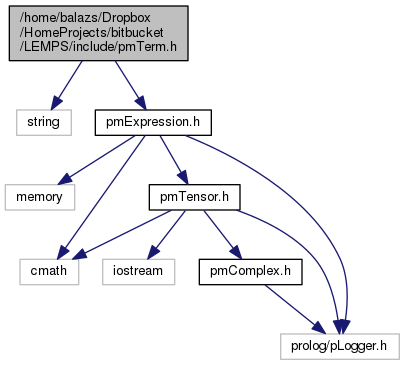 /home/balazs/Dropbox
/HomeProjects/bitbucket
/LEMPS/include/pmTerm.h
string
pmExpression.h
memory
pmTensor.h
cmath
iostream
pmComplex.h
prolog/pLogger.h